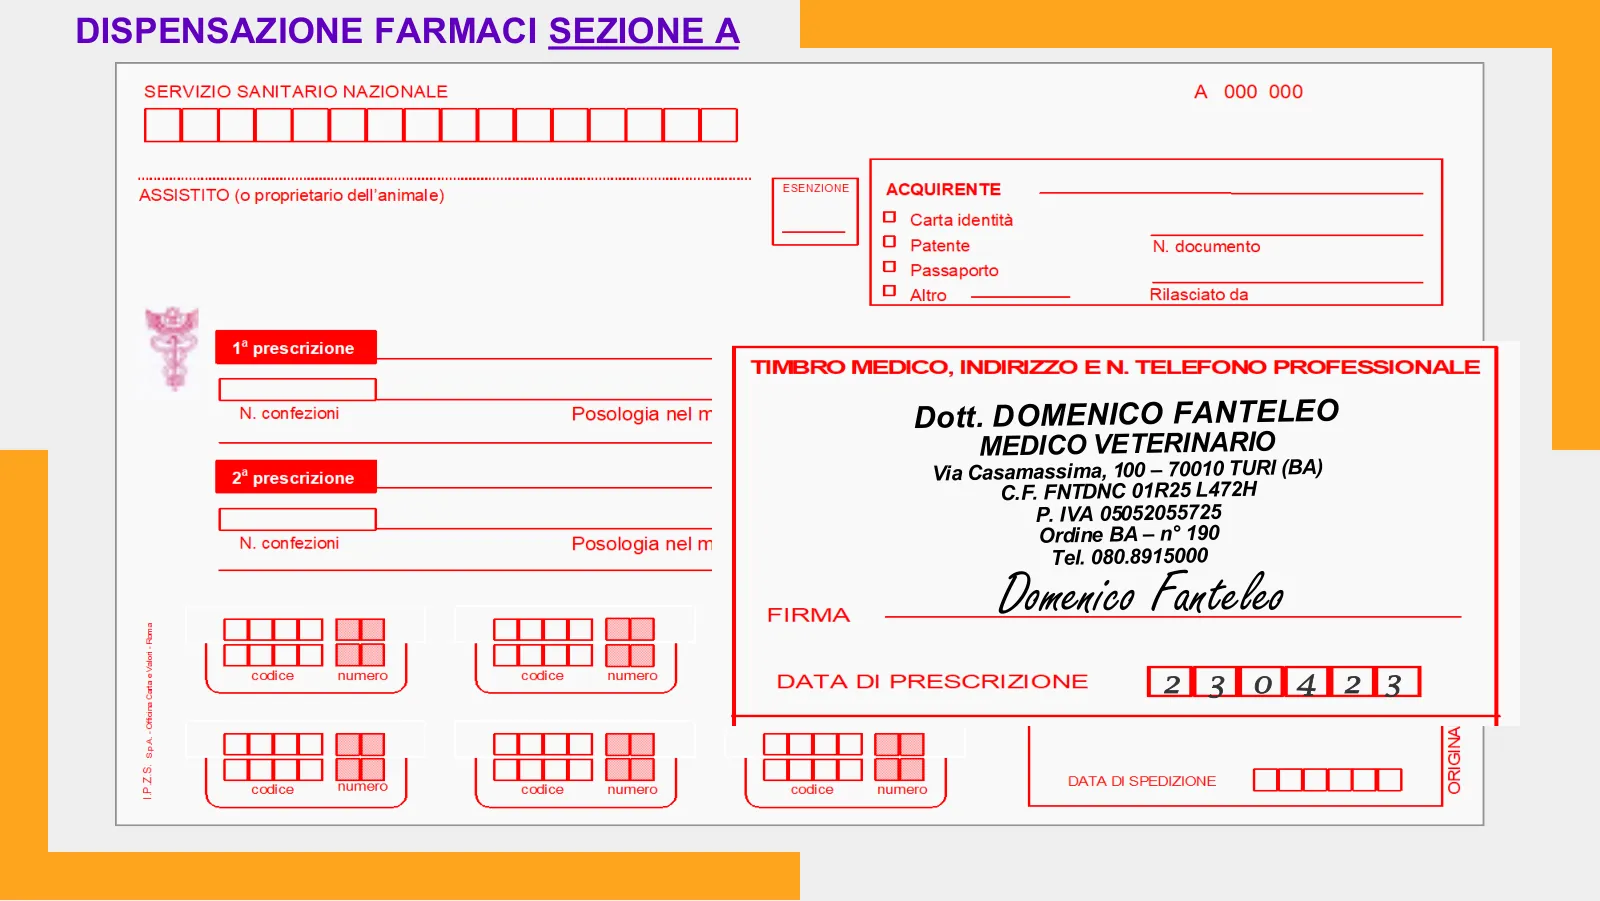 DISPENSAZIONE FARMACI SEZIONE A
SERVIZIO SANITARIO NAZIONALE
A 000 000
ASSISTITO (o proprietario dell'animale)
ESENZIONE
ACQUIRENTE
Carta identità
Patente
N. documento
Passaporto
Altro
Rilasciato da
1ª prescrizione
N. confezioni
Posologia nel m
2ª prescrizione
N. confezioni
Posologia nel m
TIMBRO MEDICO, INDIRIZZO E N. TELEFONO PROFESSIONALE
Dott. DOMENICO FANTELEO
MEDICO VETERINARIO
Via Casamassima, 100 – 70010 TURI (BA)
C.F. FNTDNC 01R25 L472H
P. IVA 05052055725
Ordine BA – n° 190
Tel. 080.8915000
Domenico Fanteleo
FIRMA
DATA DI PRESCRIZIONE
2 3 0 4 2 3
codice numero
codice numero
codice numero
codice numero
codice numero
DATA DI SPEDIZIONE
ORIGINA
I.P.Z.S. S.p.A. - Officina Carte e Valori - Roma